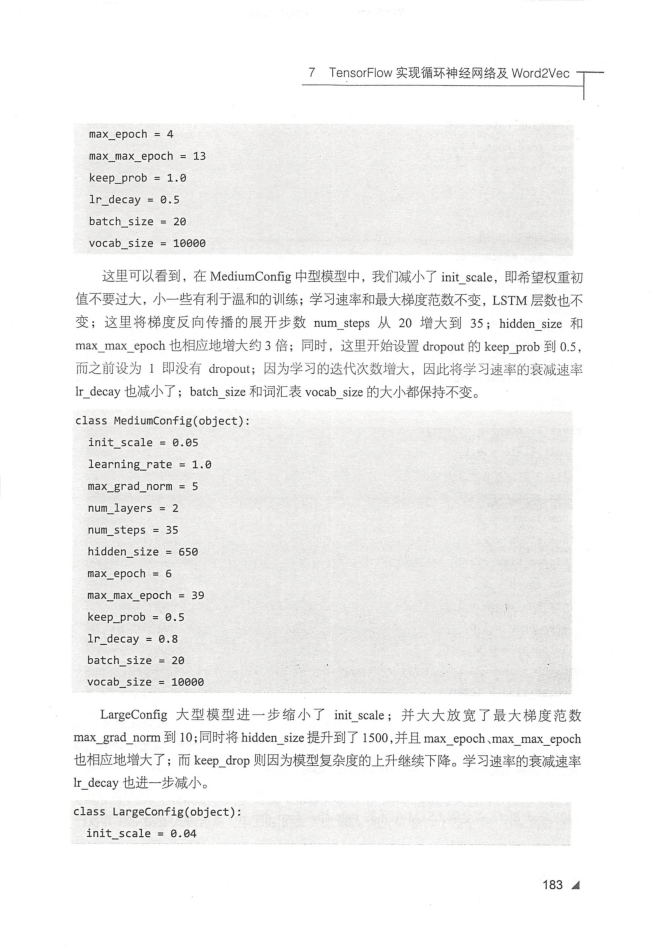 7 TensorFlow 实现循环神经网络及 Word2Vec
max_epoch = 4
max_max_epoch = 13
keep_prob = 1.0
lr_decay = 0.5
batch_size = 20
vocab_size = 10000
这里可以看到，在 MediumConfig 中型模型中，我们减小了 init_scale，即希望权重初
值不要过大，小一些有利于温和的训练；学习速率和最大梯度范数不变，LSTM 层数也不
变；这里将梯度反向传播的展开步数 num_steps 从 20 增大到 35；hidden_size 和
max_max_epoch 也相应地增大约 3 倍；同时，这里开始设置 dropout 的 keep_prob 到 0.5，
而之前设为 1 即没有 dropout；因为学习的迭代次数增大，因此将学习速率的衰减速率
lr_decay 也减小了；batch_size 和词汇表 vocab_size 的大小都保持不变。
class MediumConfig(object):
init_scale = 0.05
learning_rate = 1.0
max_grad_norm = 5
num_layers = 2
num_steps = 35
hidden_size = 650
max_epoch = 6
max_max_epoch = 39
keep_prob = 0.5
lr_decay = 0.8
batch_size = 20
vocab_size = 10000
LargeConfig 大型模型进一步缩小了 init_scale；并大大放宽了最大梯度范数
max_grad_norm 到 10；同时将 hidden_size 提升到了 1500，并且 max_epoch、max_max_epoch
也相应地增大了；而 keep_drop 则因为模型复杂度的上升继续下降。学习速率的衰减速率
lr_decay 也进一步减小。
class LargeConfig(object):
init_scale = 0.04
183